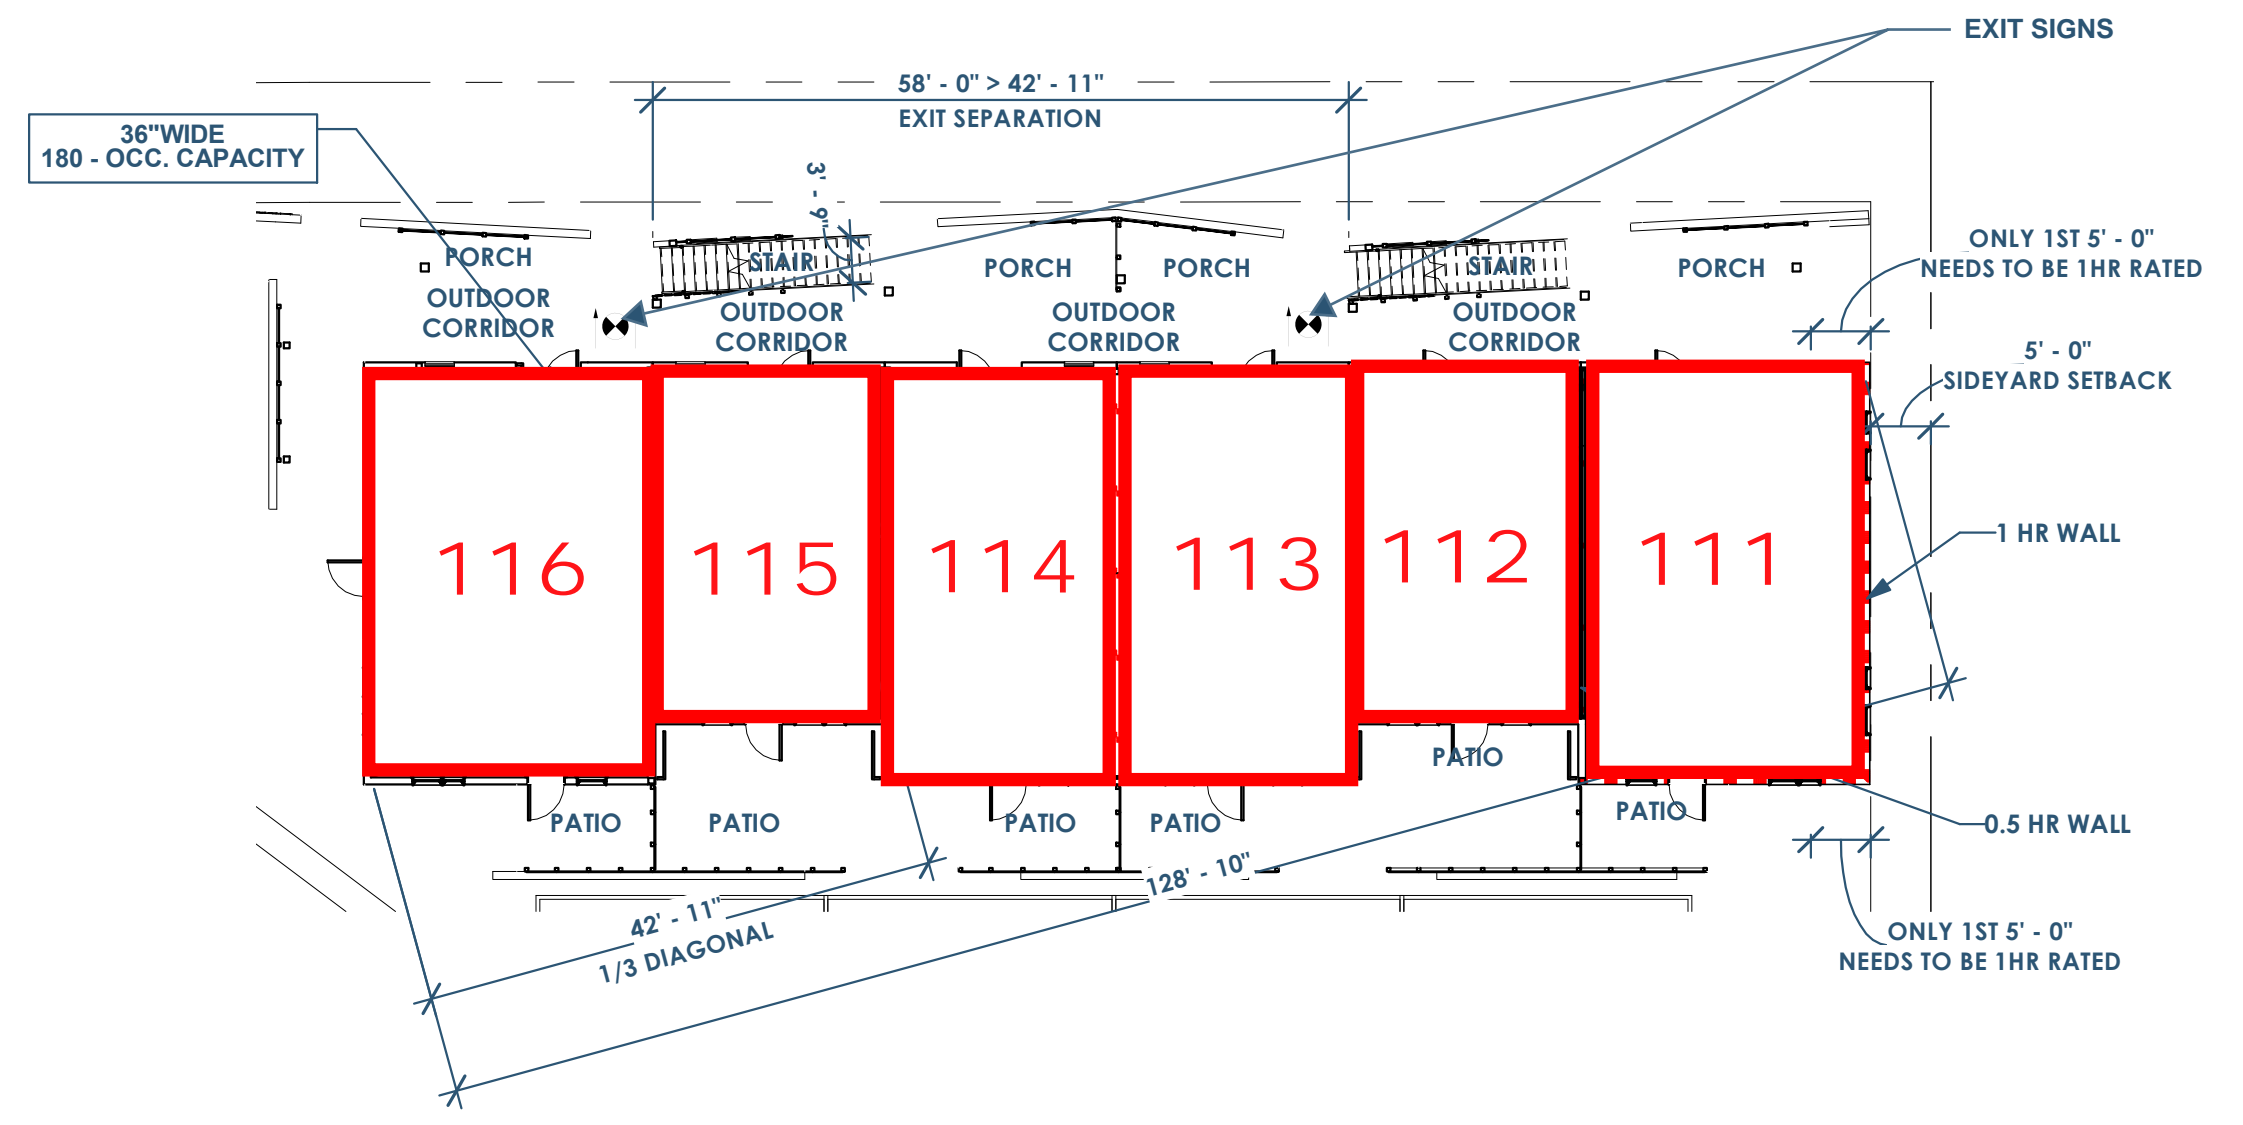 EXIT SIGNS
58' - 0" > 42' - 11"
EXIT SEPARATION
36"WIDE
180 - OCC. CAPACITY
3' - 9"
PORCH
STAIR
PORCH
PORCH
STAIR
PORCH
ONLY 1ST 5' - 0"
NEEDS TO BE 1HR RATED
OUTDOOR
CORRIDOR
OUTDOOR
CORRIDOR
OUTDOOR
CORRIDOR
OUTDOOR
CORRIDOR
5' - 0"
SIDEYARD SETBACK
116
115
114
113
112
111
1 HR WALL
PATIO
PATIO
PATIO
PATIO
PATIO
PATIO
0.5 HR WALL
128' - 10"
42' - 11"
1/3 DIAGONAL
ONLY 1ST 5' - 0"
NEEDS TO BE 1HR RATED